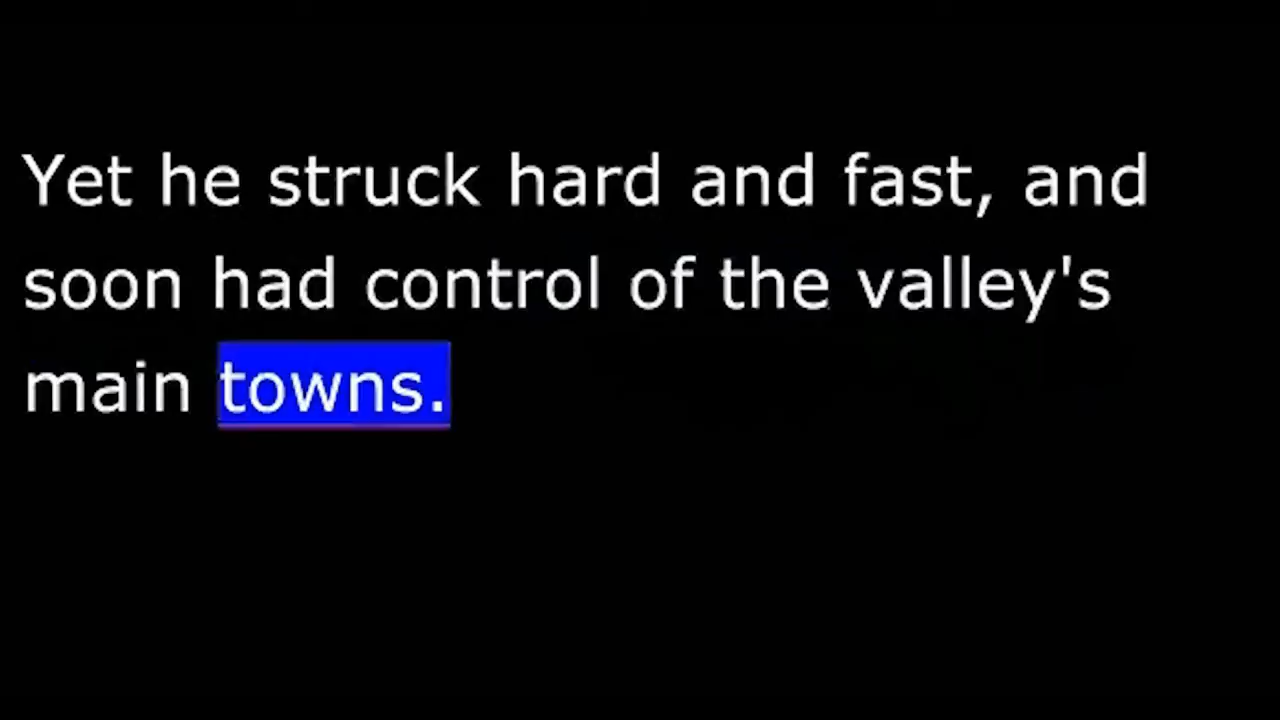 Yet he struck hard and fast, and
soon had control of the valley's
main towns.